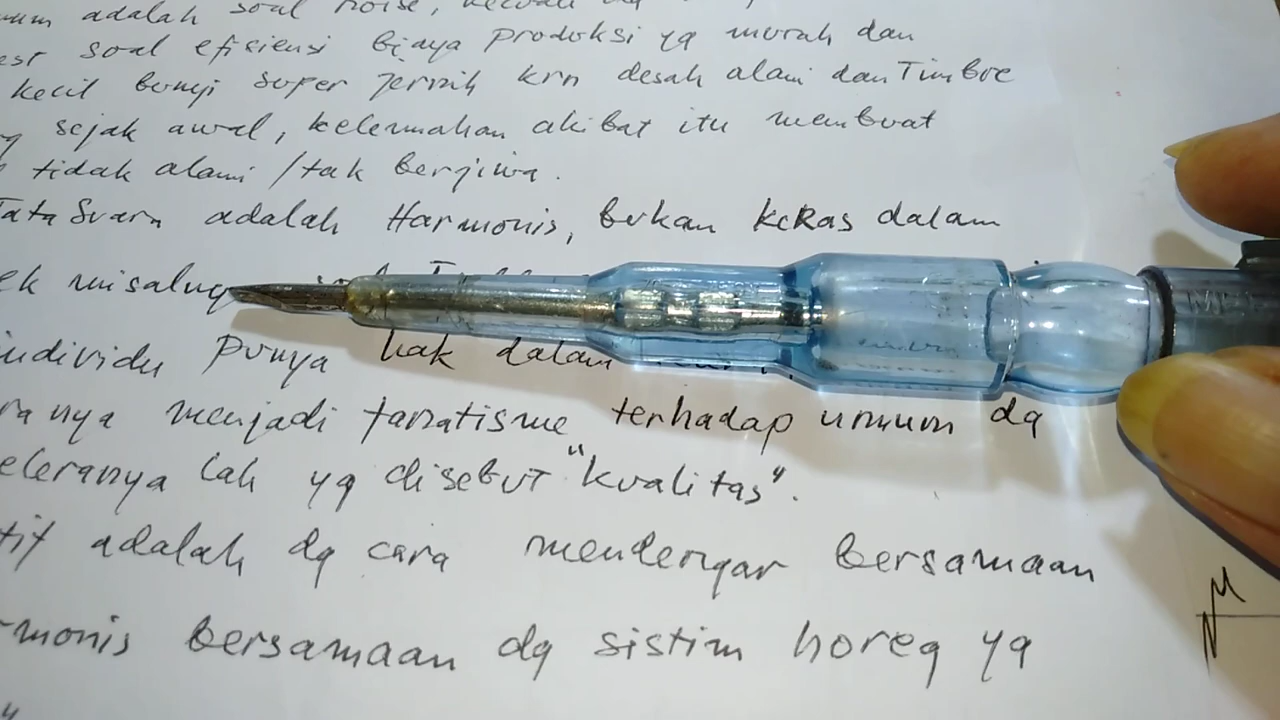 adalah soal noise,
soal efisiensi biaya produksi yg murah dan
kecil bunyi super jernih krn desah alami dan Timbre
sejak awal, kelemahan akibat itu membuat
tidak alami / tak berjiwa.
Tata Suara adalah Harmonis, bukan keras dalam
ek misalnya
individu punya hak dalam
ranya menjadi fanatisme terhadap umum dg
eleranya lah yg disebut "kualitas".
tif adalah dg cara mendengar bersamaan
monis bersamaan dg sistim horeg yg